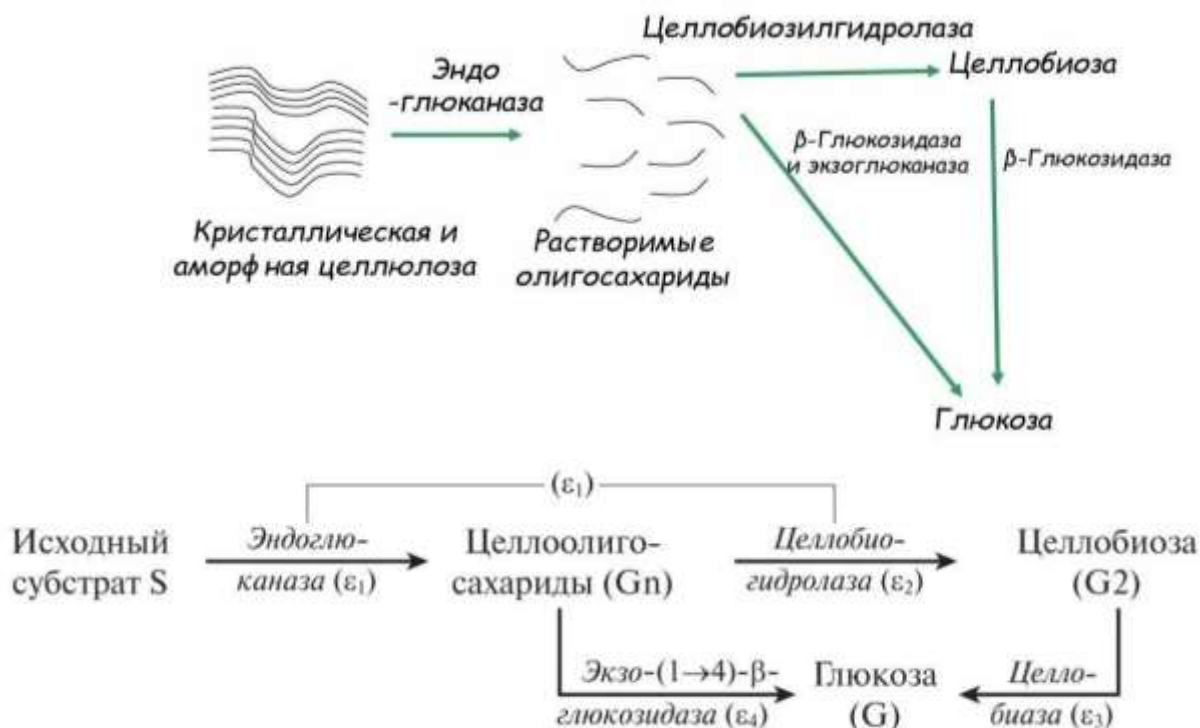 Целлобиозилгидролаза
Эндо
-глюканаза
Целлобиоза
β-Глюкозидаза
и экзоглюканаза
β-Глюкозидаза
Кристаллическая и
аморфная целлюлоза
Растворимые
олигосахариды
Глюкоза
(ε₁)
Исходный
субстрат S
Эндоглю-
каназа (ε₁)
Целлоолиго-
сахариды (Gn)
Целлобио-
гидролаза (ε₂)
Целлобиоза
(G2)
Экзо-(1→4)-β-
глюкозидаза (ε₄)
Глюкоза
(G)
Целло-
биаза (ε₃)